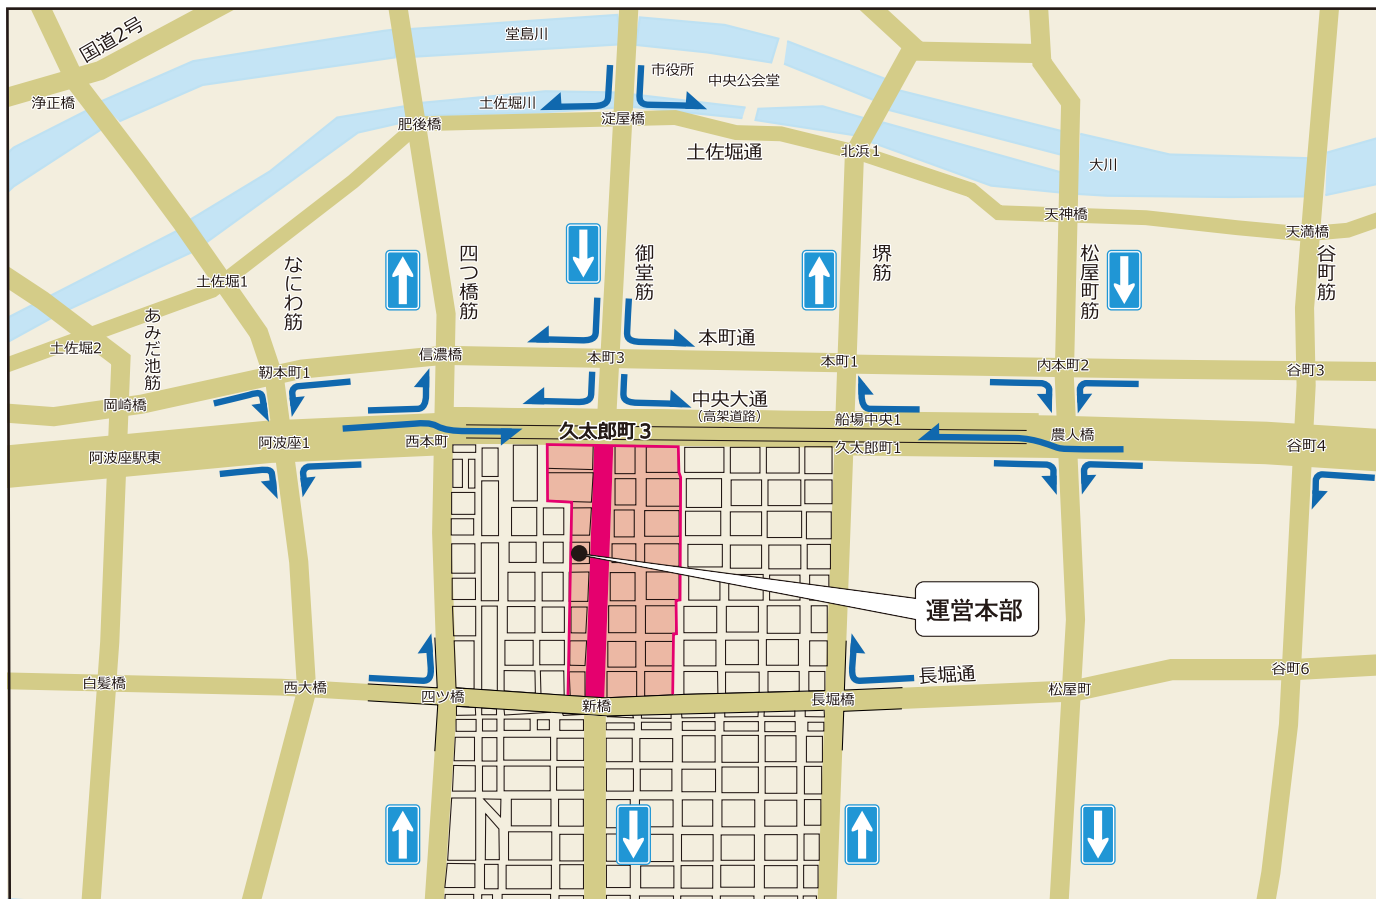 国道2号
堂島川
市役所
中央公会堂
浄正橋
土佐堀川
肥後橋
淀屋橋
土佐堀通
北浜1
大川
天神橋
天満橋
なにわ筋
四つ橋筋
御堂筋
堺筋
松屋町筋
谷町筋
土佐堀1
あみだ池筋
土佐堀2
信濃橋
本町3
本町通
本町1
内本町2
谷町3
靭本町1
岡崎橋
中央大通
(高架道路)
船場中央1
久太郎町3
阿波座1
西本町
久太郎町1
農人橋
谷町4
阿波座駅東
運営本部
白髪橋
西大橋
四ツ橋
新橋
長堀橋
長堀通
松屋町
谷町6